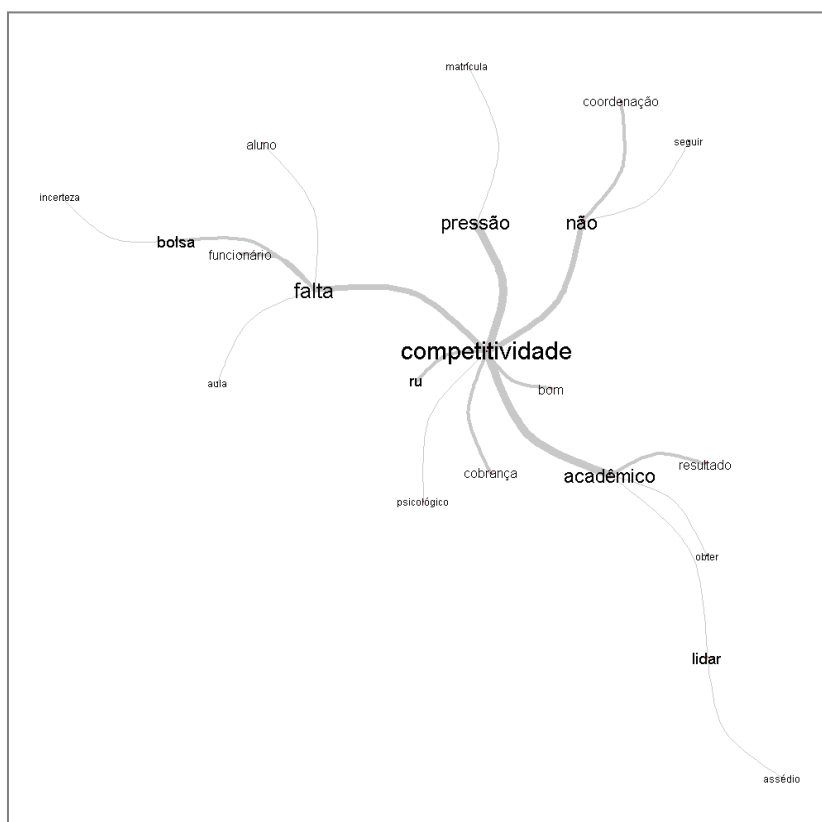 matrícula
coordenação
aluno
seguir
incerteza
pressão
não
bolsa
funcionário
falta
competitividade
aula
ru
bom
cobrança
acadêmico
resultado
psicológico
obter
lidar
assédio